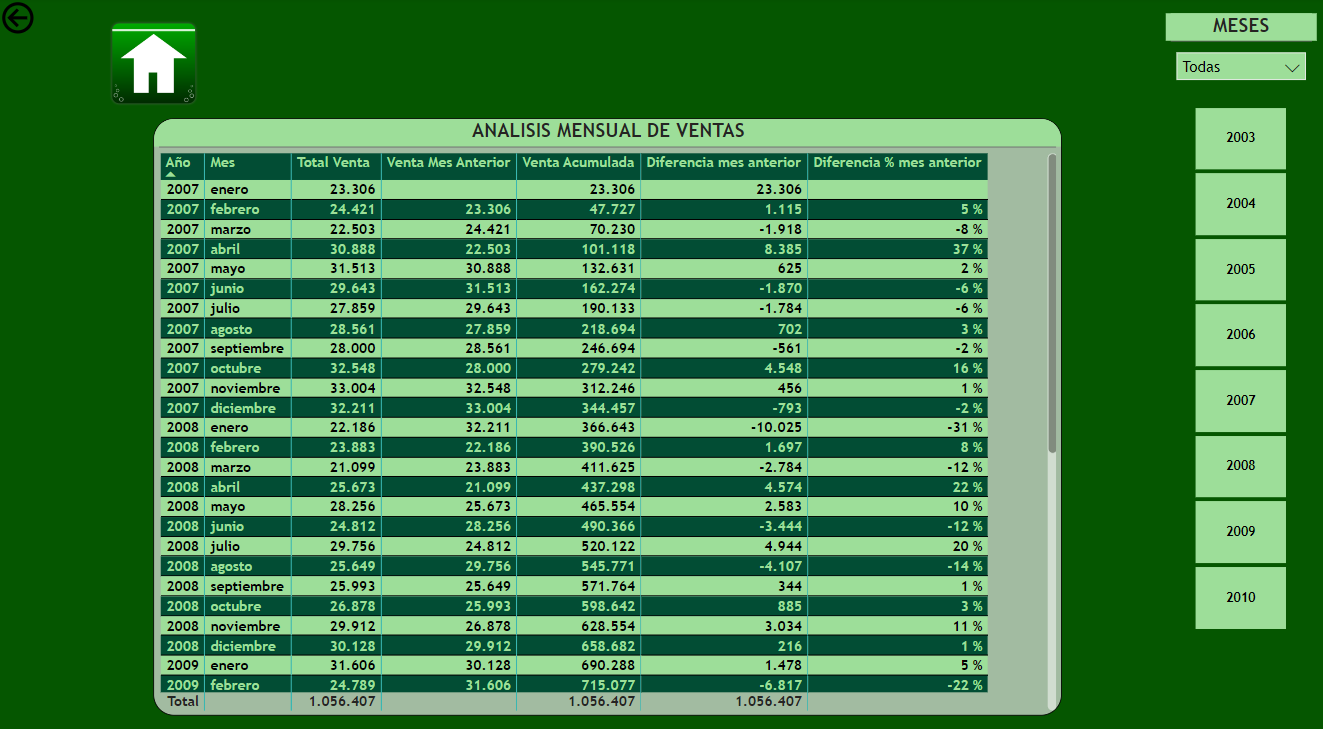 MESES
Todas
ANALISIS MENSUAL DE VENTAS
Año Mes Total Venta Venta Mes Anterior Venta Acumulada Diferencia mes anterior Diferencia % mes anterior
2007 enero 23.306 23.306 23.306
2007 febrero 24.421 23.306 47.727 1.115 5 %
2007 marzo 22.503 24.421 70.230 -1.918 -8 %
2007 abril 30.888 22.503 101.118 8.385 37 %
2007 mayo 31.513 30.888 132.631 625 2 %
2007 junio 29.643 31.513 162.274 -1.870 -6 %
2007 julio 27.859 29.643 190.133 -1.784 -6 %
2007 agosto 28.561 27.859 218.694 702 3 %
2007 septiembre 28.000 28.561 246.694 -561 -2 %
2007 octubre 32.548 28.000 279.242 4.548 16 %
2007 noviembre 33.004 32.548 312.246 456 1 %
2007 diciembre 32.211 33.004 344.457 -793 -2 %
2008 enero 22.186 32.211 366.643 -10.025 -31 %
2008 febrero 23.883 22.186 390.526 1.697 8 %
2008 marzo 21.099 23.883 411.625 -2.784 -12 %
2008 abril 25.673 21.099 437.298 4.574 22 %
2008 mayo 28.256 25.673 465.554 2.583 10 %
2008 junio 24.812 28.256 490.366 -3.444 -12 %
2008 julio 29.756 24.812 520.122 4.944 20 %
2008 agosto 25.649 29.756 545.771 -4.107 -14 %
2008 septiembre 25.993 25.649 571.764 344 1 %
2008 octubre 26.878 25.993 598.642 885 3 %
2008 noviembre 29.912 26.878 628.554 3.034 11 %
2008 diciembre 30.128 29.912 658.682 216 1 %
2009 enero 31.606 30.128 690.288 1.478 5 %
2009 febrero 24.789 31.606 715.077 -6.817 -22 %
Total 1.056.407 1.056.407 1.056.407
2003
2004
2005
2006
2007
2008
2009
2010